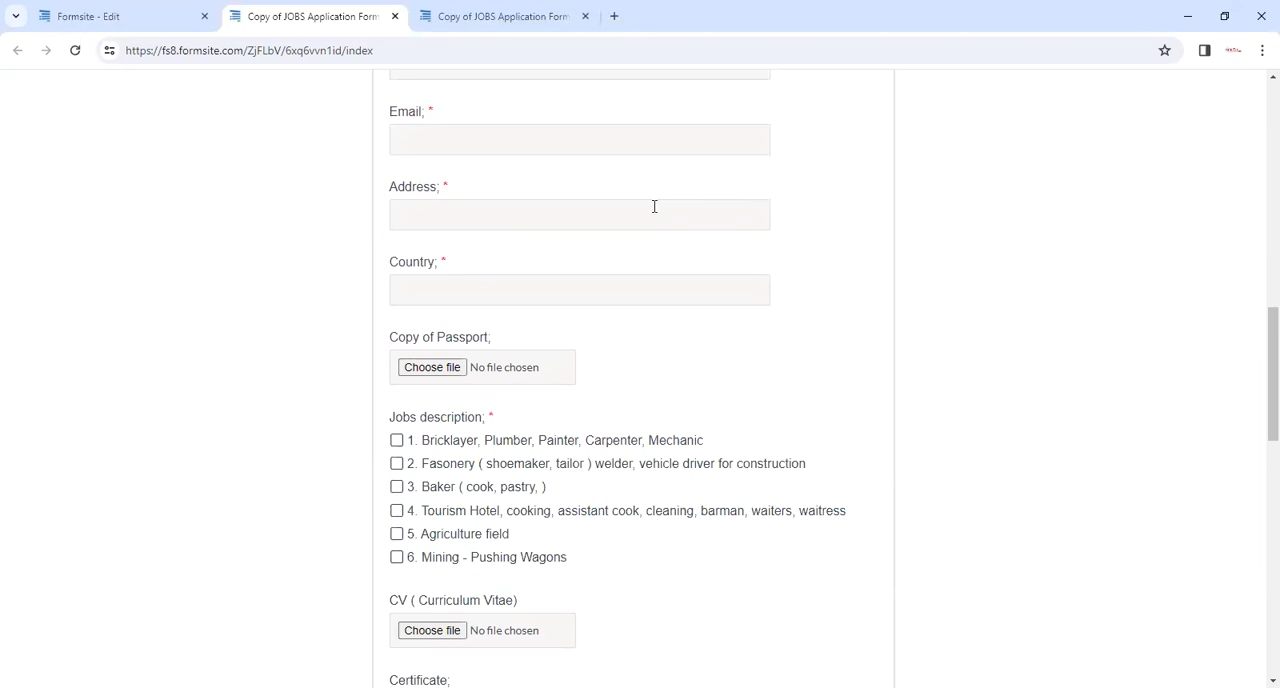 Formsite - Edit
Copy of JOBS Application Form
Copy of JOBS Application Form
https://fs8.formsite.com/ZjFLbV/6xq6vvn1id/index
Email; *
Address; *
Country; *
Copy of Passport;
Choose file No file chosen
Jobs description; *
1. Bricklayer, Plumber, Painter, Carpenter, Mechanic
2. Fasonery ( shoemaker, tailor ) welder, vehicle driver for construction
3. Baker ( cook, pastry, )
4. Tourism Hotel, cooking, assistant cook, cleaning, barman, waiters, waitress
5. Agriculture field
6. Mining - Pushing Wagons
CV ( Curriculum Vitae)
Choose file No file chosen
Certificate;